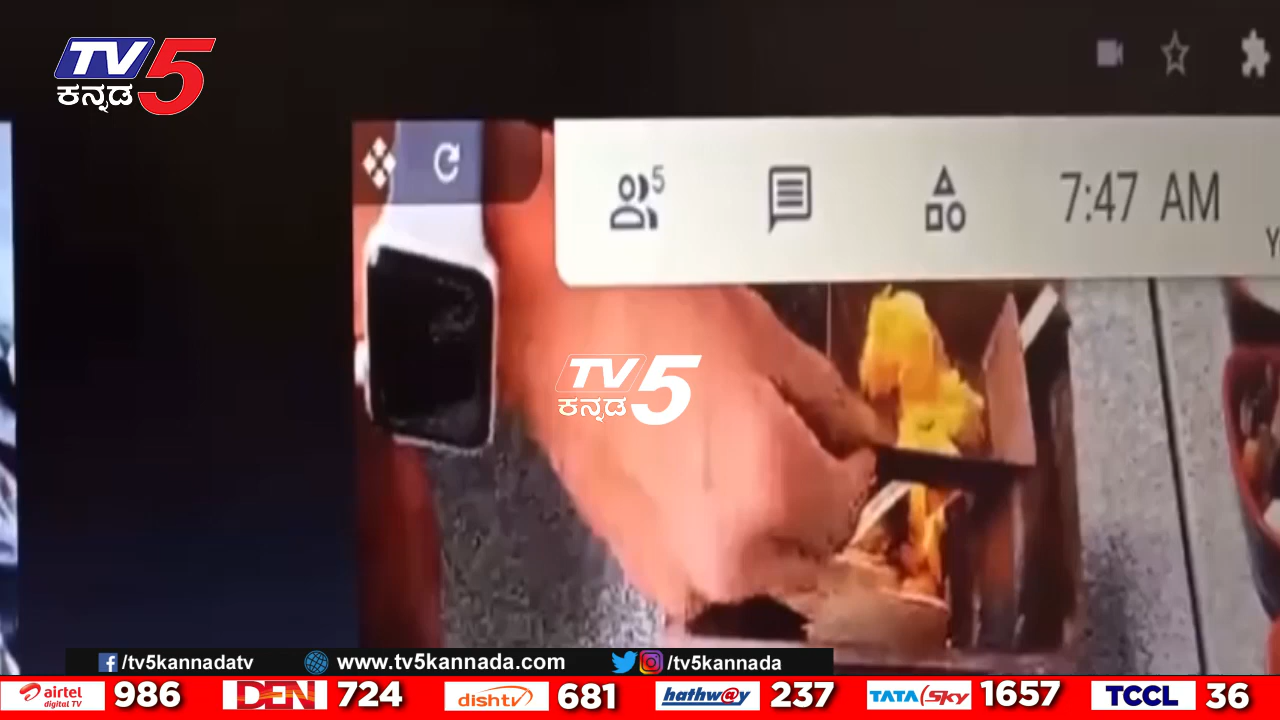 TV5
ಕನ್ನಡ
5
7:47 AM
TV5
ಕನ್ನಡ
/tv5kannadatv
www.tv5kannada.com
/tv5kannada
airtel
digital TV
986
DEN
724
dishtv
681
hathw@y
237
TATA Sky
1657
TCCL
36